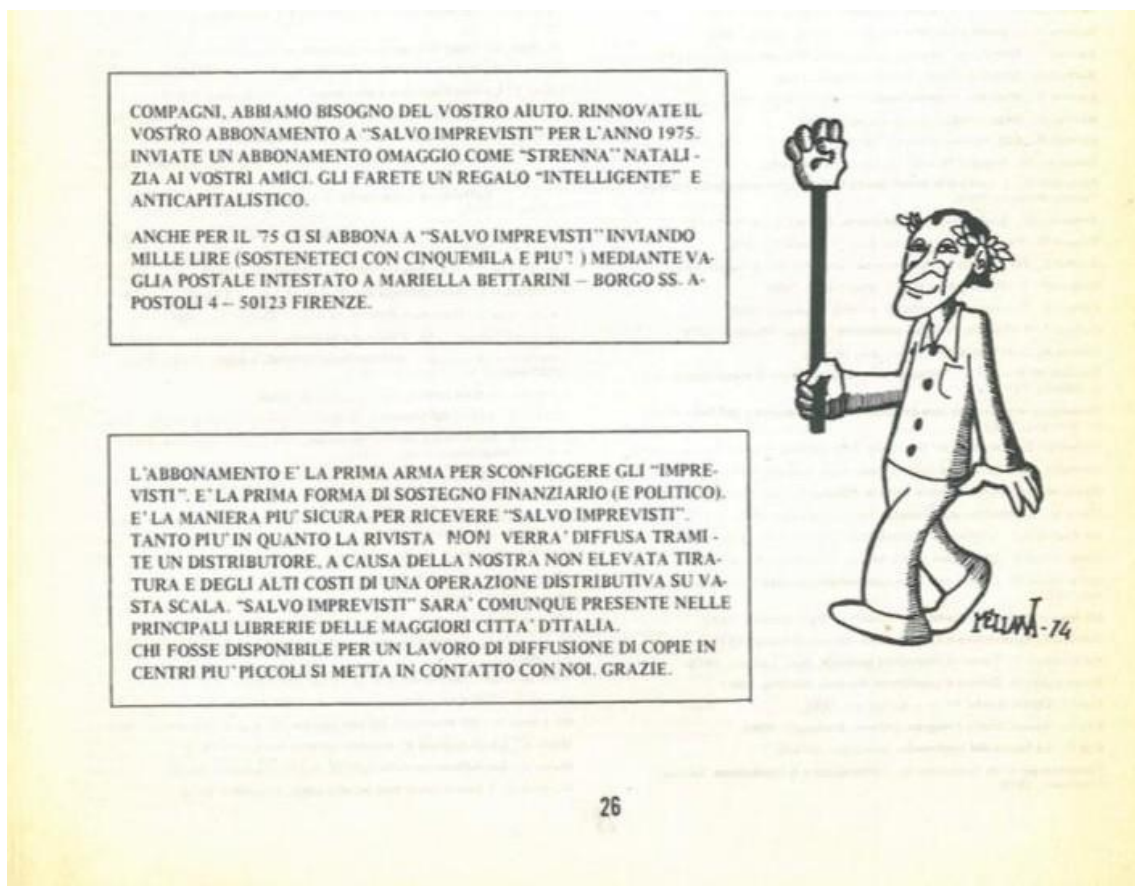 COMPAGNI, ABBIAMO BISOGNO DEL VOSTRO AIUTO. RINNOVATE IL
VOSTRO ABBONAMENTO A "SALVO IMPREVISTI" PER L'ANNO 1975.
INVIATE UN ABBONAMENTO OMAGGIO COME "STRENNA" NATALI -
ZIA AI VOSTRI AMICI. GLI FARETE UN REGALO "INTELLIGENTE" E
ANTICAPITALISTICO.
ANCHE PER IL '75 CI SI ABBONA A "SALVO IMPREVISTI" INVIANDO
MILLE LIRE (SOSTENETECI CON CINQUEMILA E PIU'! ) MEDIANTE VA-
GLIA POSTALE INTESTATO A MARIELLA BETTARINI – BORGO SS. A-
POSTOLI 4 – 50123 FIRENZE.
L'ABBONAMENTO E' LA PRIMA ARMA PER SCONFIGGERE GLI "IMPRE-
VISTI". E' LA PRIMA FORMA DI SOSTEGNO FINANZIARIO (E POLITICO).
E' LA MANIERA PIU' SICURA PER RICEVERE "SALVO IMPREVISTI".
TANTO PIU' IN QUANTO LA RIVISTA NON VERRA' DIFFUSA TRAMI -
TE UN DISTRIBUTORE, A CAUSA DELLA NOSTRA NON ELEVATA TIRA-
TURA E DEGLI ALTI COSTI DI UNA OPERAZIONE DISTRIBUTIVA SU VA-
STA SCALA. "SALVO IMPREVISTI" SARA' COMUNQUE PRESENTE NELLE
PRINCIPALI LIBRERIE DELLE MAGGIORI CITTA' D'ITALIA.
CHI FOSSE DISPONIBILE PER UN LAVORO DI DIFFUSIONE DI COPIE IN
CENTRI PIU' PICCOLI SI METTA IN CONTATTO CON NOI. GRAZIE.
-74
26